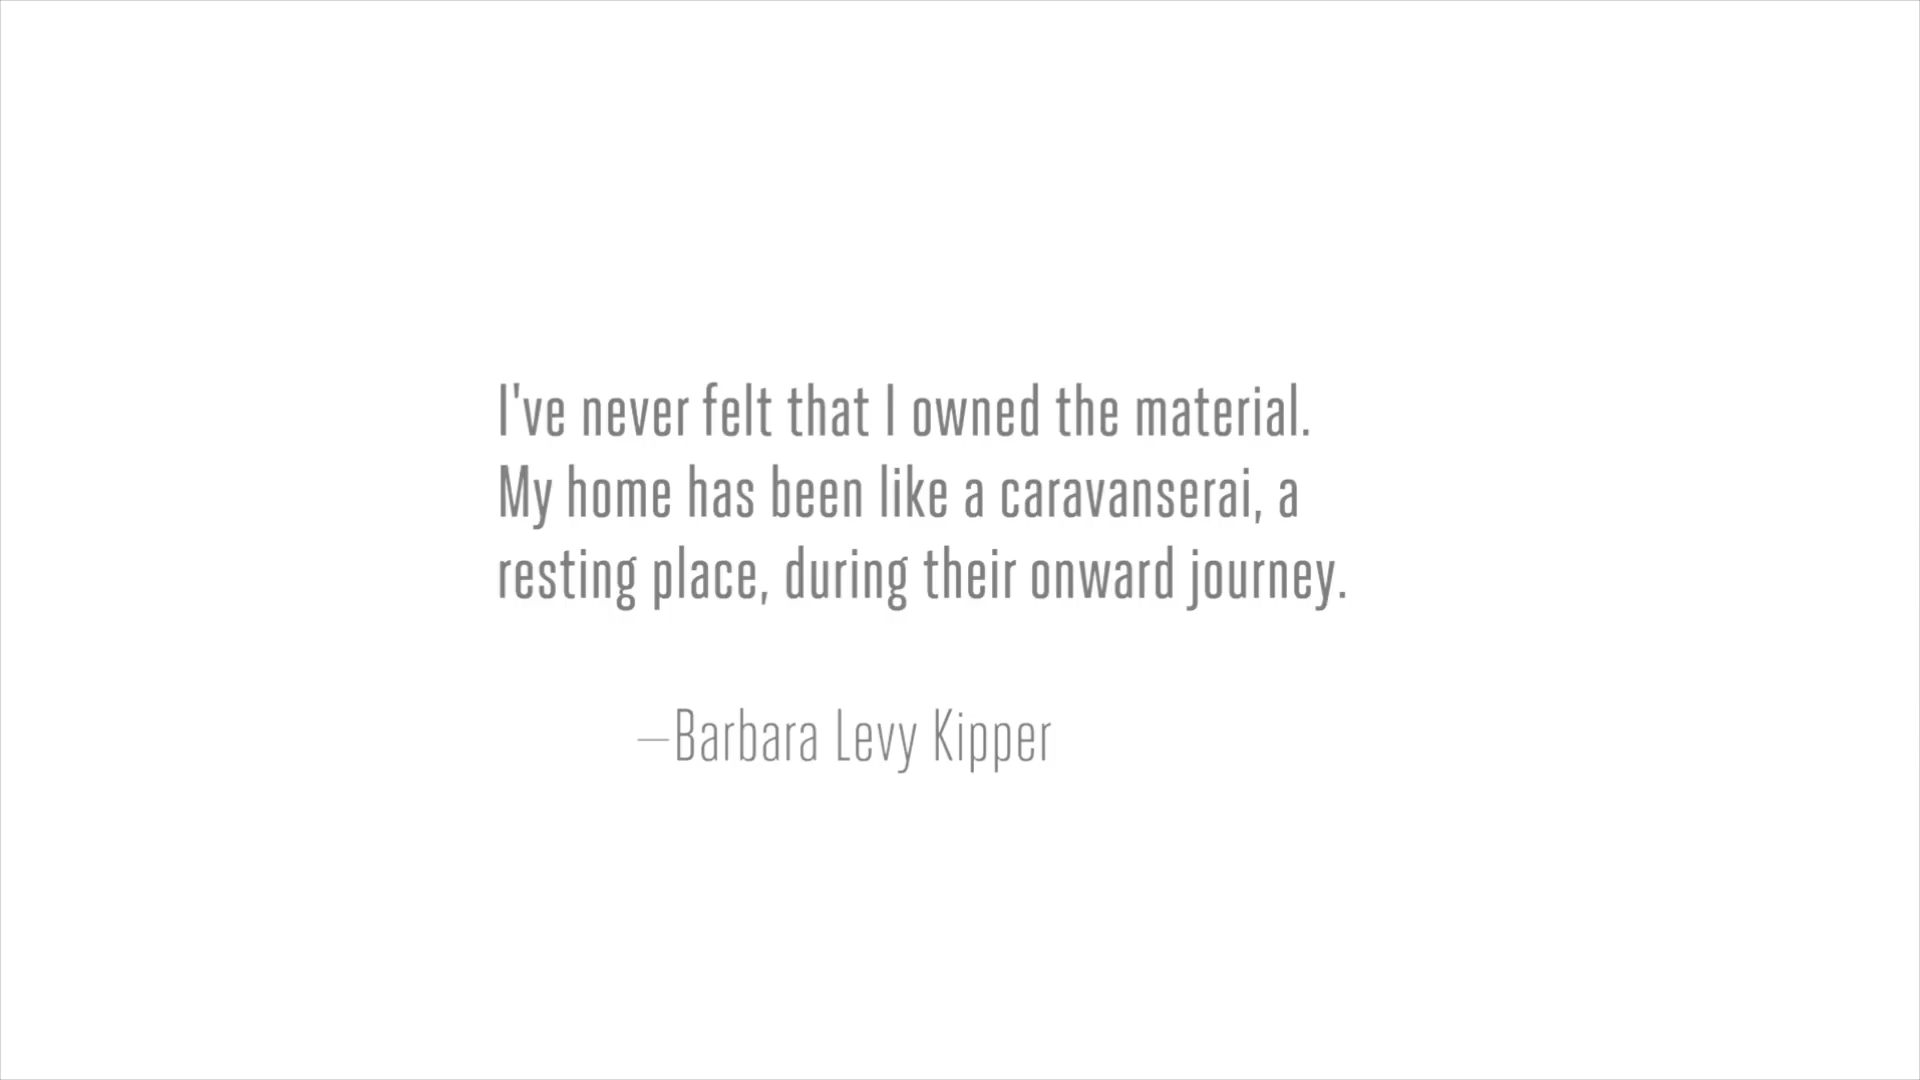 I've never felt that I owned the material.
My home has been like a caravanserai, a
resting place, during their onward journey.
—Barbara Levy Kipper